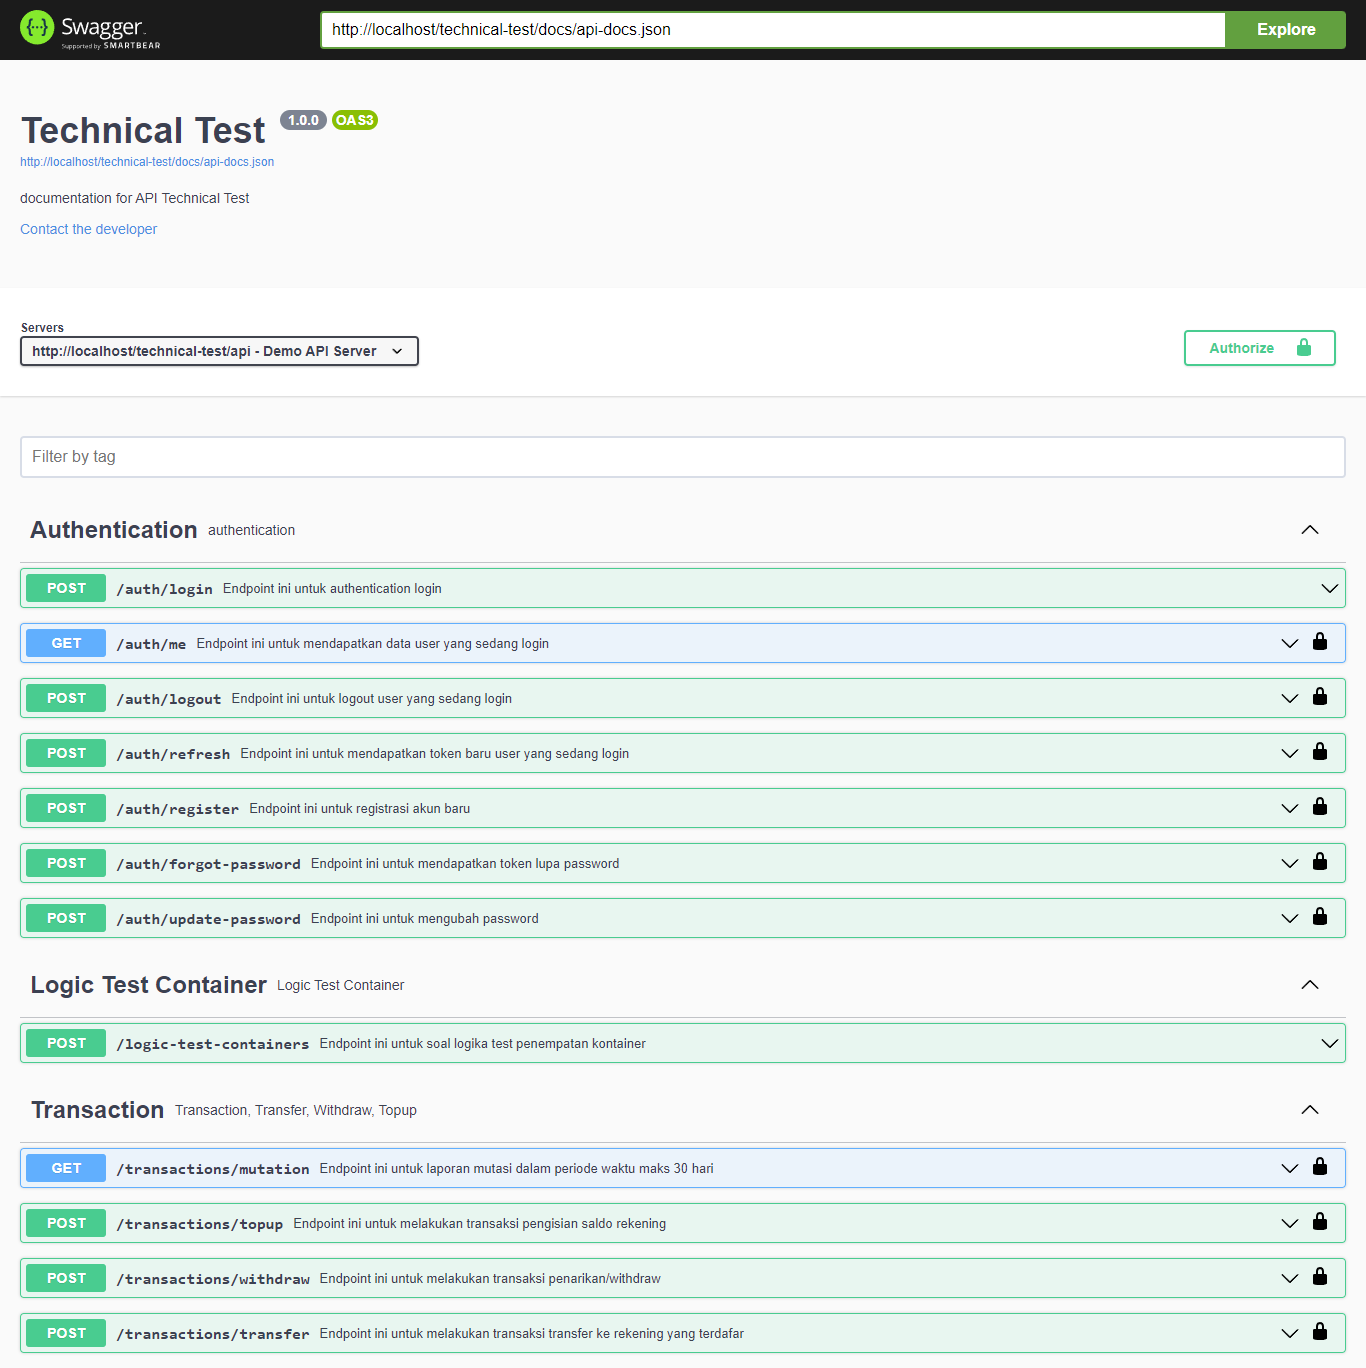 Swagger
Supported by SMARTBEAR
http://localhost/technical-test/docs/api-docs.json
Explore
Technical Test 1.0.0 OAS3
http://localhost/technical-test/docs/api-docs.json
documentation for API Technical Test
Contact the developer
Servers
http://localhost/technical-test/api - Demo API Server
Authorize
Filter by tag
Authentication authentication
POST /auth/login Endpoint ini untuk authentication login
GET /auth/me Endpoint ini untuk mendapatkan data user yang sedang login
POST /auth/logout Endpoint ini untuk logout user yang sedang login
POST /auth/refresh Endpoint ini untuk mendapatkan token baru user yang sedang login
POST /auth/register Endpoint ini untuk registrasi akun baru
POST /auth/forgot-password Endpoint ini untuk mendapatkan token lupa password
POST /auth/update-password Endpoint ini untuk mengubah password
Logic Test Container Logic Test Container
POST /logic-test-containers Endpoint ini untuk soal logika test penempatan kontainer
Transaction Transaction, Transfer, Withdraw, Topup
GET /transactions/mutation Endpoint ini untuk laporan mutasi dalam periode waktu maks 30 hari
POST /transactions/topup Endpoint ini untuk melakukan transaksi pengisian saldo rekening
POST /transactions/withdraw Endpoint ini untuk melakukan transaksi penarikan/withdraw
POST /transactions/transfer Endpoint ini untuk melakukan transaksi transfer ke rekening yang terdafar